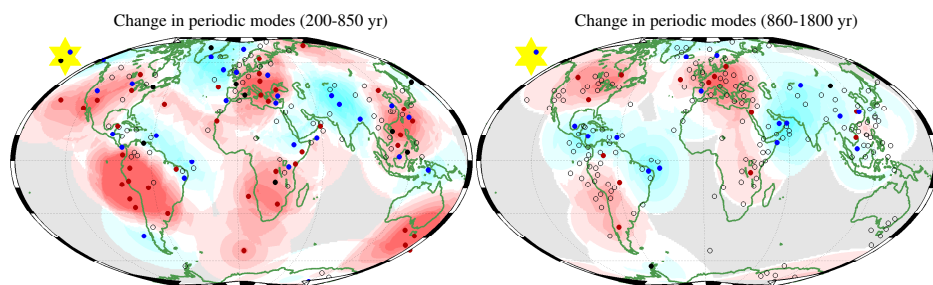 Change in periodic modes (200-850 yr)
Change in periodic modes (860-1800 yr)